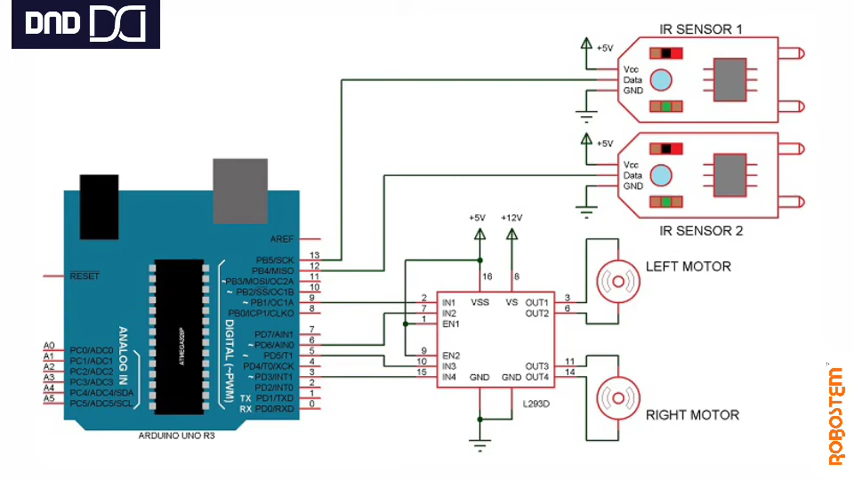 DND
IR SENSOR 1
+5V
Vcc
Data
GND
+5V
Vcc
Data
GND
IR SENSOR 2
+5V
+12V
LEFT MOTOR
16
8
2
7
1
9
10
15
IN1
IN2
EN1
EN2
IN3
IN4
VSS
VS
OUT1
OUT2
OUT3
OUT4
GND
GND
3
6
11
14
L293D
RIGHT MOTOR
AREF
RESET
PB5/SCK 13
PB4/MISO 12
~PB3/MOSI/OC2A 11
~PB2/SS/OC1B 10
~PB1/OC1A 9
PB0/ICP1/CLKO 8
PD7/AIN1 7
~PD6/AIN0 6
~PD5/T1 5
PD4/T0/XCK 4
~PD3/INT1 3
PD2/INT0 2
TX PD1/TXD 1
RX PD0/RXD 0
DIGITAL (~PWM)
ATMEGA328P
ANALOG IN
A0 PC0/ADC0
A1 PC1/ADC1
A2 PC2/ADC2
A3 PC3/ADC3
A4 PC4/ADC4/SDA
A5 PC5/ADC5/SCL
ARDUINO UNO R3
ROBOSTEM